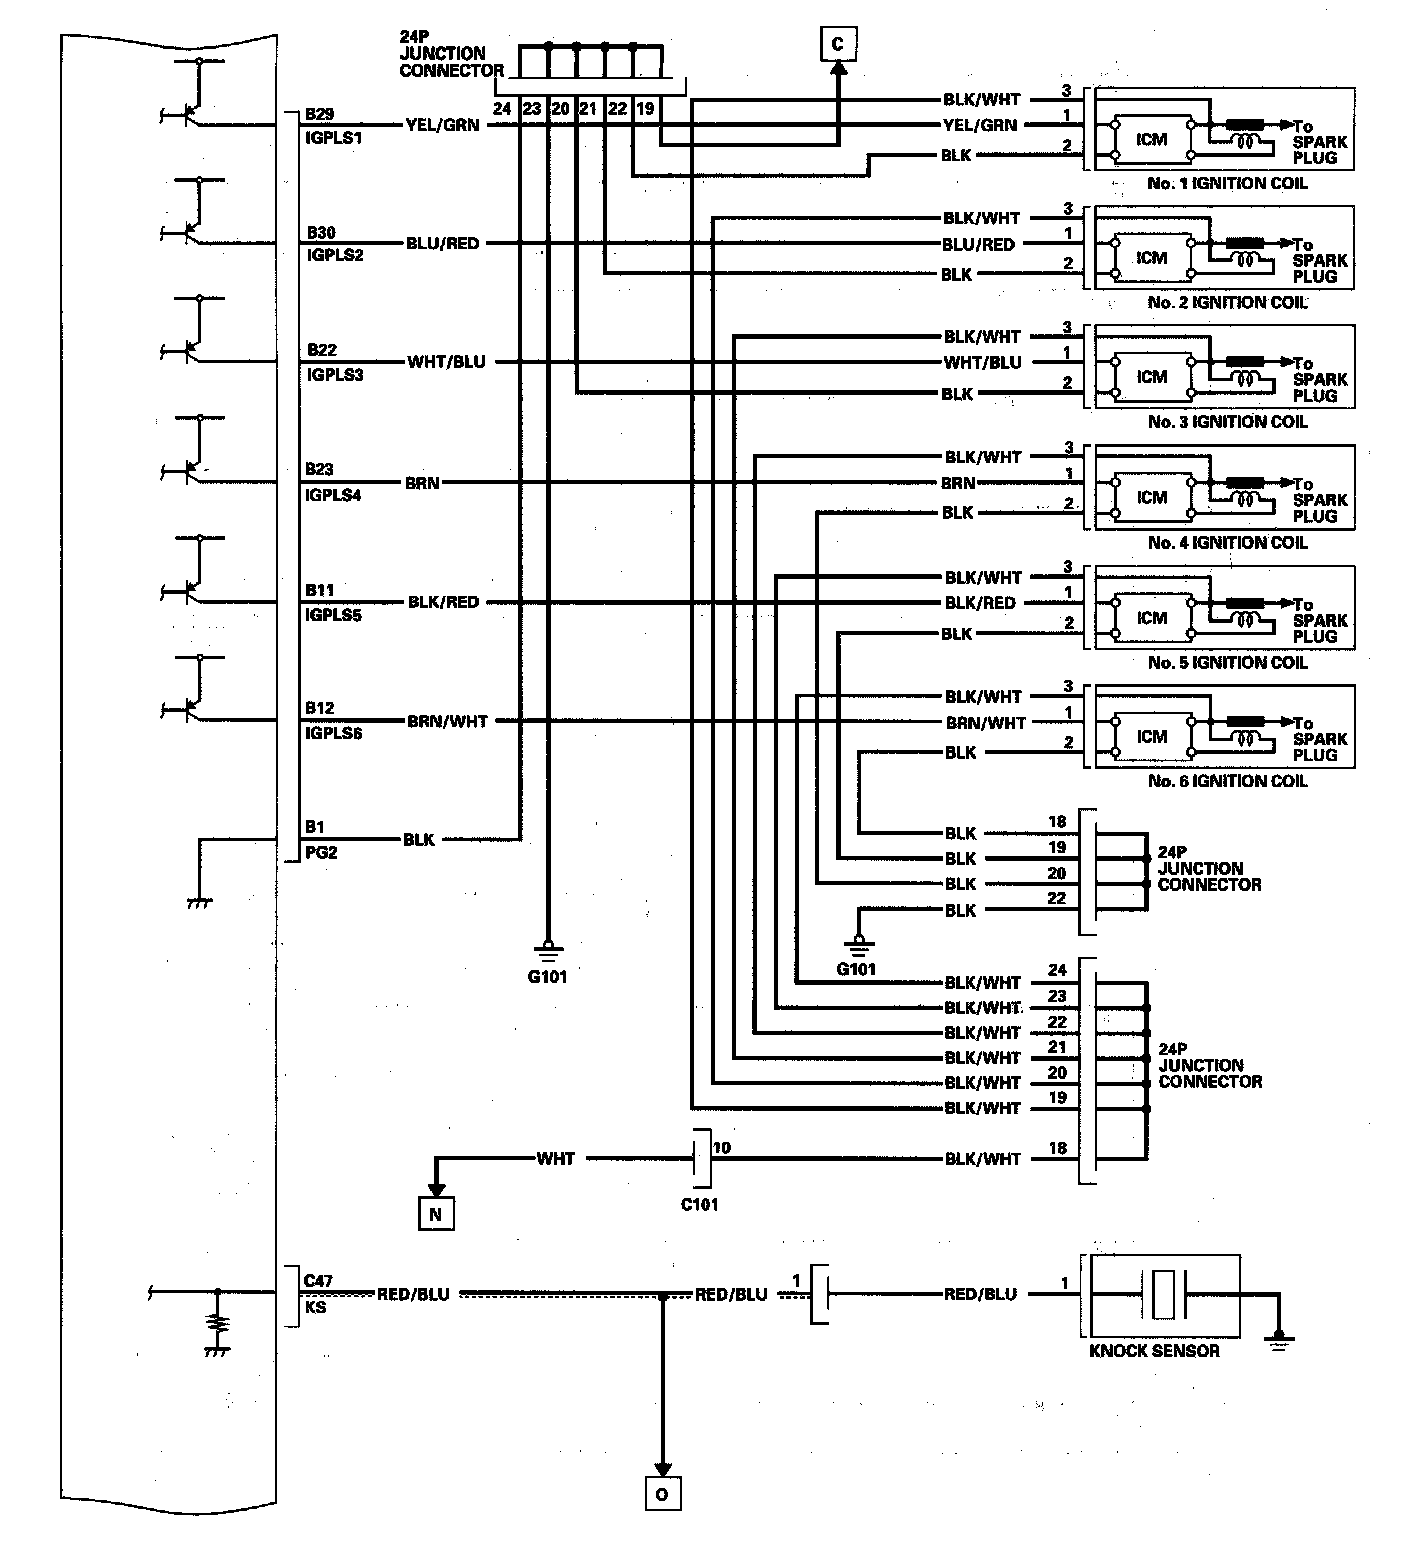 24P
JUNCTION
CONNECTOR
24 23 20 21 22 19
C
B29
IGPLS1
YEL/GRN
BLK/WHT 3
YEL/GRN 1
BLK 2
ICM
To
SPARK
PLUG
No. 1 IGNITION COIL
B30
IGPLS2
BLU/RED
BLK/WHT 3
BLU/RED 1
BLK 2
ICM
To
SPARK
PLUG
No. 2 IGNITION COIL
B22
IGPLS3
WHT/BLU
BLK/WHT 3
WHT/BLU 1
BLK 2
ICM
To
SPARK
PLUG
No. 3 IGNITION COIL
B23
IGPLS4
BRN
BLK/WHT 3
BRN 1
BLK 2
ICM
To
SPARK
PLUG
No. 4 IGNITION COIL
B11
IGPLS5
BLK/RED
BLK/WHT 3
BLK/RED 1
BLK 2
ICM
To
SPARK
PLUG
No. 5 IGNITION COIL
B12
IGPLS6
BRN/WHT
BLK/WHT 3
BRN/WHT 1
BLK 2
ICM
To
SPARK
PLUG
No. 6 IGNITION COIL
B1
PG2
BLK
BLK 18
BLK 19
BLK 20
BLK 22
24P
JUNCTION
CONNECTOR
G101
G101
BLK/WHT 24
BLK/WHT 23
BLK/WHT 22
BLK/WHT 21
BLK/WHT 20
BLK/WHT 19
24P
JUNCTION
CONNECTOR
WHT
10
BLK/WHT 18
C101
N
C47
KS
RED/BLU
RED/BLU
1
RED/BLU
1
KNOCK SENSOR
O